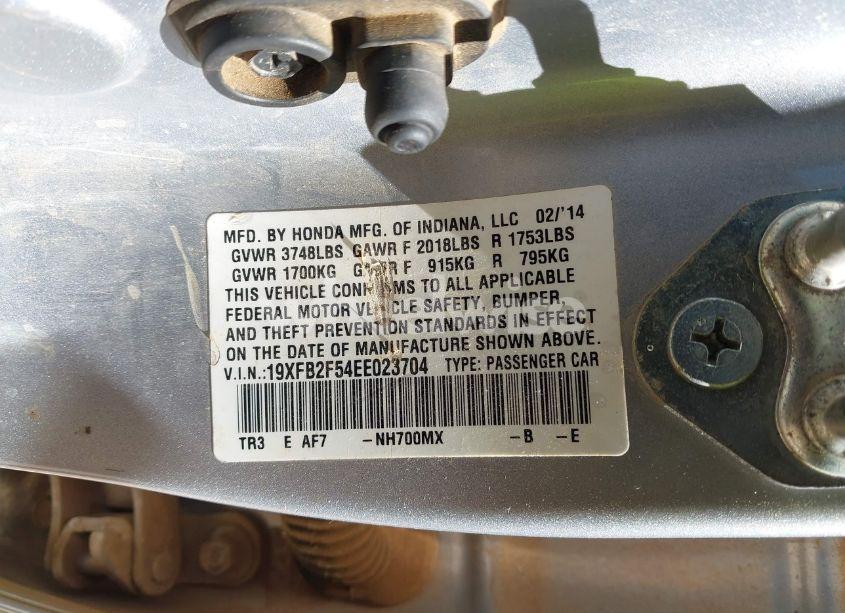 MFD. BY HONDA MFG. OF INDIANA, LLC 02/'14
GVWR 3748LBS GAWR F 2018LBS R 1753LBS
GVWR 1700KG F 915KG R 795KG
THIS VEHICLE TO ALL APPLICABLE
FEDERAL MOTOR VEHICLE SAFETY, BUMPER,
AND THEFT PREVENTION STANDARDS IN EFFECT
ON THE DATE OF MANUFACTURE SHOWN ABOVE.
V.I.N.:19XFB2F54EE023704 TYPE: PASSENGER CAR
TR3 E AF7 -NH700MX -B -E